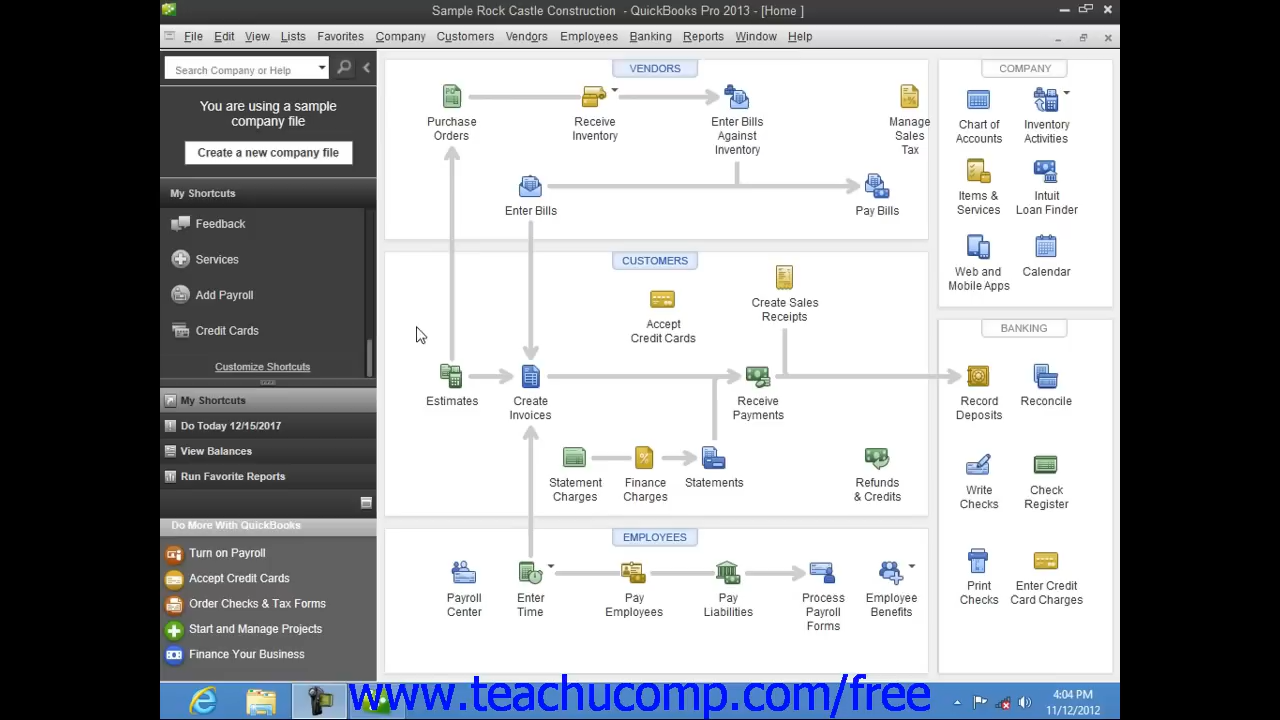 Sample Rock Castle Construction - QuickBooks Pro 2013 - [Home ]
File Edit View Lists Favorites Company Customers Vendors Employees Banking Reports Window Help
Search Company or Help
You are using a sample
company file
Create a new company file
My Shortcuts
Feedback
Services
Add Payroll
Credit Cards
Customize Shortcuts
My Shortcuts
Do Today 12/15/2017
View Balances
Run Favorite Reports
Do More With QuickBooks
Turn on Payroll
Accept Credit Cards
Order Checks & Tax Forms
Start and Manage Projects
Finance Your Business
VENDORS
Purchase
Orders
Receive
Inventory
Enter Bills
Against
Inventory
Manage
Sales
Tax
Enter Bills
Pay Bills
CUSTOMERS
Accept
Credit Cards
Create Sales
Receipts
Estimates
Create
Invoices
Receive
Payments
Statement
Charges
Finance
Charges
Statements
Refunds
& Credits
EMPLOYEES
Payroll
Center
Enter
Time
Pay
Employees
Pay
Liabilities
Process
Payroll
Forms
Employee
Benefits
COMPANY
Chart of
Accounts
Inventory
Activities
Items &
Services
Intuit
Loan Finder
Web and
Mobile Apps
Calendar
BANKING
Record
Deposits
Reconcile
Write
Checks
Check
Register
Print
Checks
Enter Credit
Card Charges
www.teachucomp.com/free
4:04 PM
11/12/2012